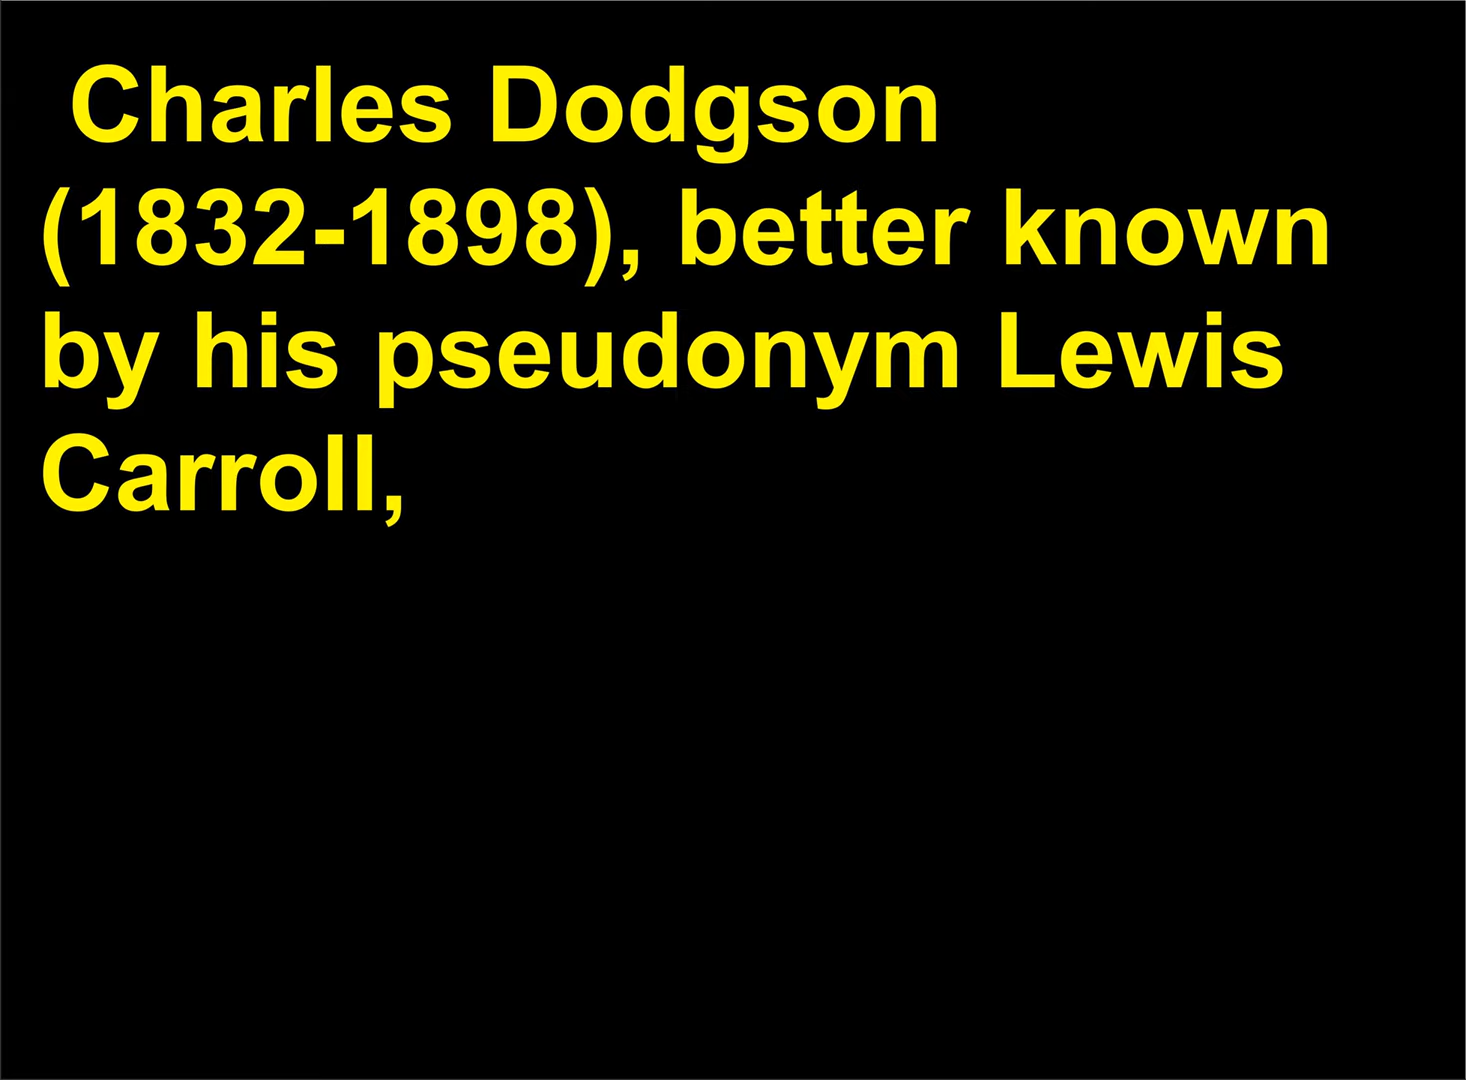 Charles Dodgson
(1832-1898), better known
by his pseudonym Lewis
Carroll,